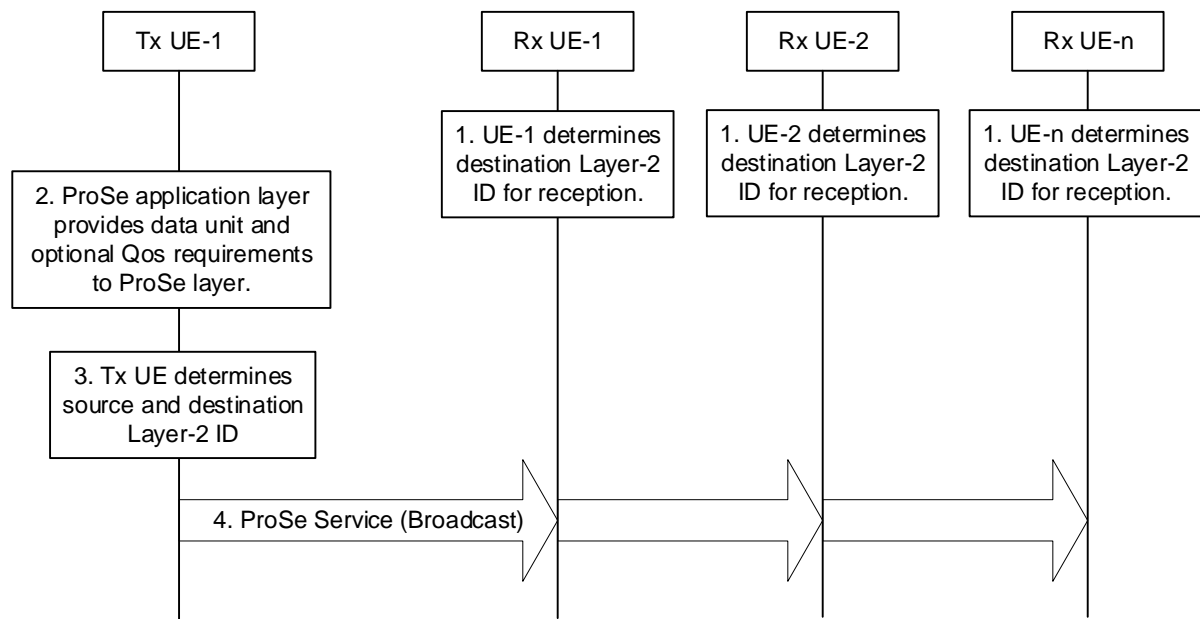 Tx UE-1
Rx UE-1
Rx UE-2
Rx UE-n
1. UE-1 determines
destination Layer-2
ID for reception.
1. UE-2 determines
destination Layer-2
ID for reception.
1. UE-n determines
destination Layer-2
ID for reception.
2. ProSe application layer
provides data unit and
optional Qos requirements
to ProSe layer.
3. Tx UE determines
source and destination
Layer-2 ID
4. ProSe Service (Broadcast)